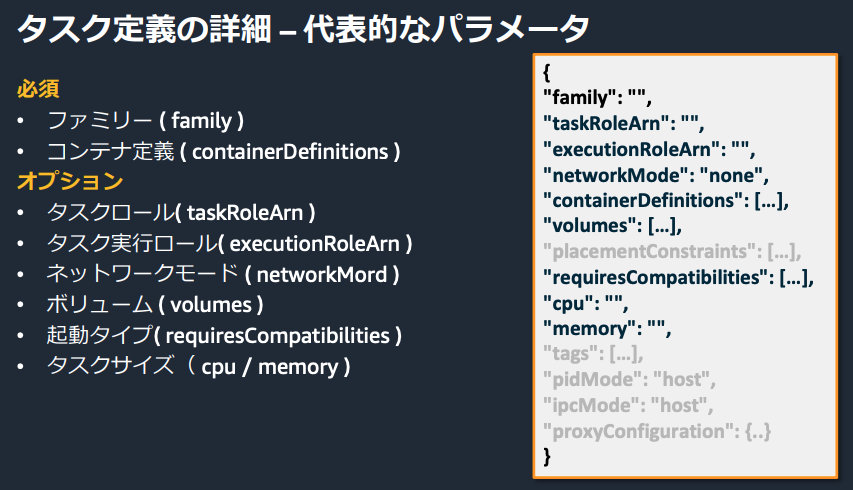 タスク定義の詳細 – 代表的なパラメータ
必須
• ファミリー ( family )
• コンテナ定義 ( containerDefinitions )
オプション
• タスクロール( taskRoleArn )
• タスク実行ロール( executionRoleArn )
• ネットワークモード ( networkMord )
• ボリューム ( volumes )
• 起動タイプ( requiresCompatibilities )
• タスクサイズ（ cpu / memory )
{
"family": "",
"taskRoleArn": "",
"executionRoleArn": "",
"networkMode": "none",
"containerDefinitions": […],
"volumes": […],
"placementConstraints": […],
"requiresCompatibilities": […],
"cpu": "",
"memory": "",
"tags": […],
"pidMode": "host",
"ipcMode": "host",
"proxyConfiguration": {..}
}